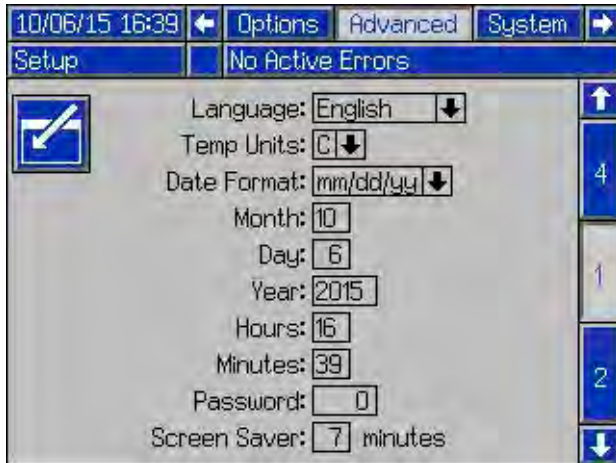 10/06/15 16:39 Options Advanced System
Setup No Active Errors
Language: English
Temp Units: C
4
Date Format: mm/dd/yy
Month: 10
Day: 6
1
Year: 2015
Hours: 16
Minutes: 39
2
Password: 0
Screen Saver: 7 minutes